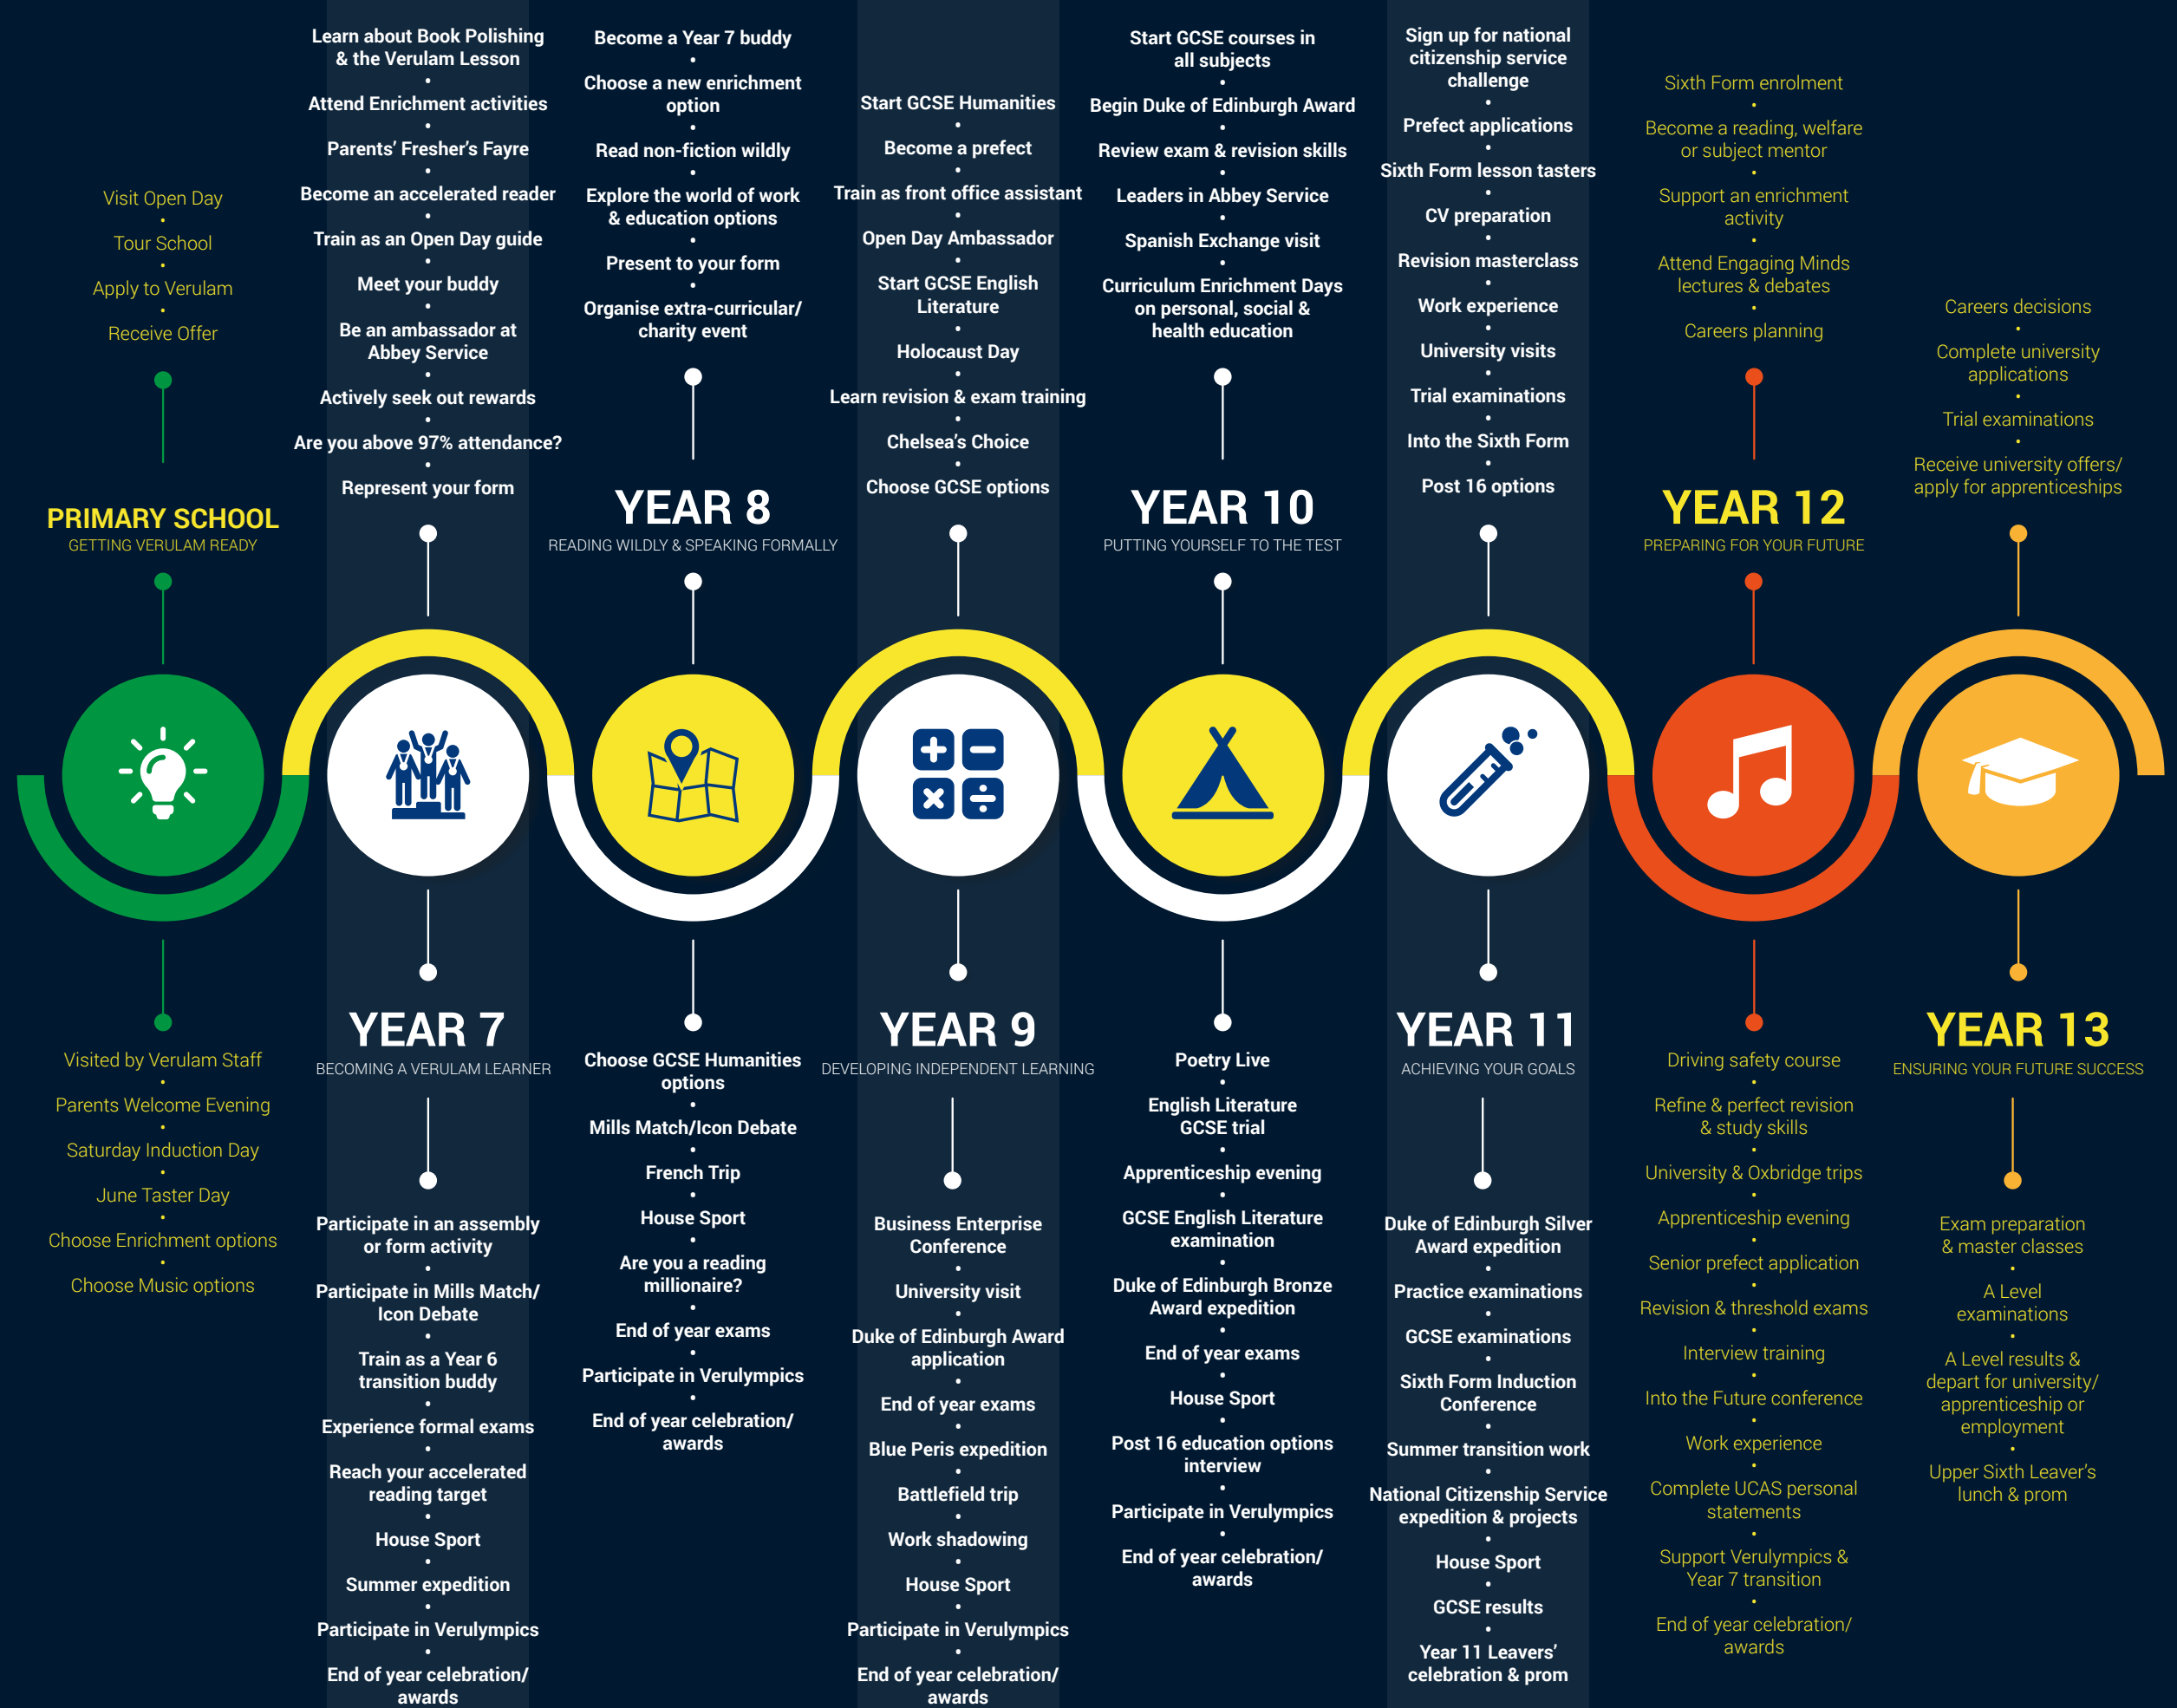 Visit Open Day
Tour School
Apply to Verulam
Receive Offer
PRIMARY SCHOOL
GETTING VERULAM READY
Visited by Verulam Staff
Parents Welcome Evening
Saturday Induction Day
June Taster Day
Choose Enrichment options
Choose Music options
Learn about Book Polishing
& the Verulam Lesson
Attend Enrichment activities
Parents’ Fresher’s Fayre
Become an accelerated reader
Train as an Open Day guide
Meet your buddy
Be an ambassador at
Abbey Service
Actively seek out rewards
Are you above 97% attendance?
Represent your form
YEAR 7
BECOMING A VERULAM LEARNER
Participate in an assembly
or form activity
Participate in Mills Match/
Icon Debate
Train as a Year 6
transition buddy
Experience formal exams
Reach your accelerated
reading target
House Sport
Summer expedition
Participate in Verulympics
End of year celebration/
awards
Become a Year 7 buddy
Choose a new enrichment
option
Read non-fiction wildly
Explore the world of work
& education options
Present to your form
Organise extra-curricular/
charity event
YEAR 8
READING WILDLY & SPEAKING FORMALLY
Choose GCSE Humanities
options
Mills Match/Icon Debate
French Trip
House Sport
Are you a reading
millionaire?
End of year exams
Participate in Verulympics
End of year celebration/
awards
Start GCSE Humanities
Become a prefect
Train as front office assistant
Open Day Ambassador
Start GCSE English
Literature
Holocaust Day
Learn revision & exam training
Chelsea’s Choice
Choose GCSE options
YEAR 9
DEVELOPING INDEPENDENT LEARNING
Business Enterprise
Conference
University visit
Duke of Edinburgh Award
application
End of year exams
Blue Peris expedition
Battlefield trip
Work shadowing
House Sport
Participate in Verulympics
End of year celebration/
awards
Start GCSE courses in
all subjects
Begin Duke of Edinburgh Award
Review exam & revision skills
Leaders in Abbey Service
Spanish Exchange visit
Curriculum Enrichment Days
on personal, social &
health education
YEAR 10
PUTTING YOURSELF TO THE TEST
Poetry Live
English Literature
GCSE trial
Apprenticeship evening
GCSE English Literature
examination
Duke of Edinburgh Bronze
Award expedition
End of year exams
House Sport
Post 16 education options
interview
Participate in Verulympics
End of year celebration/
awards
Sign up for national
citizenship service
challenge
Prefect applications
Sixth Form lesson tasters
CV preparation
Revision masterclass
Work experience
University visits
Trial examinations
Into the Sixth Form
Post 16 options
YEAR 11
ACHIEVING YOUR GOALS
Duke of Edinburgh Silver
Award expedition
Practice examinations
GCSE examinations
Sixth Form Induction
Conference
Summer transition work
National Citizenship Service
expedition & projects
House Sport
GCSE results
Year 11 Leavers’
celebration & prom
Sixth Form enrolment
Become a reading, welfare
or subject mentor
Support an enrichment
activity
Attend Engaging Minds
lectures & debates
Careers planning
YEAR 12
PREPARING FOR YOUR FUTURE
Driving safety course
Refine & perfect revision
& study skills
University & Oxbridge trips
Apprenticeship evening
Senior prefect application
Revision & threshold exams
Interview training
Into the Future conference
Work experience
Complete UCAS personal
statements
Support Verulympics &
Year 7 transition
End of year celebration/
awards
Careers decisions
Complete university
applications
Trial examinations
Receive university offers/
apply for apprenticeships
YEAR 13
ENSURING YOUR FUTURE SUCCESS
Exam preparation
& master classes
A Level
examinations
A Level results &
depart for university/
apprenticeship or
employment
Upper Sixth Leaver’s
lunch & prom